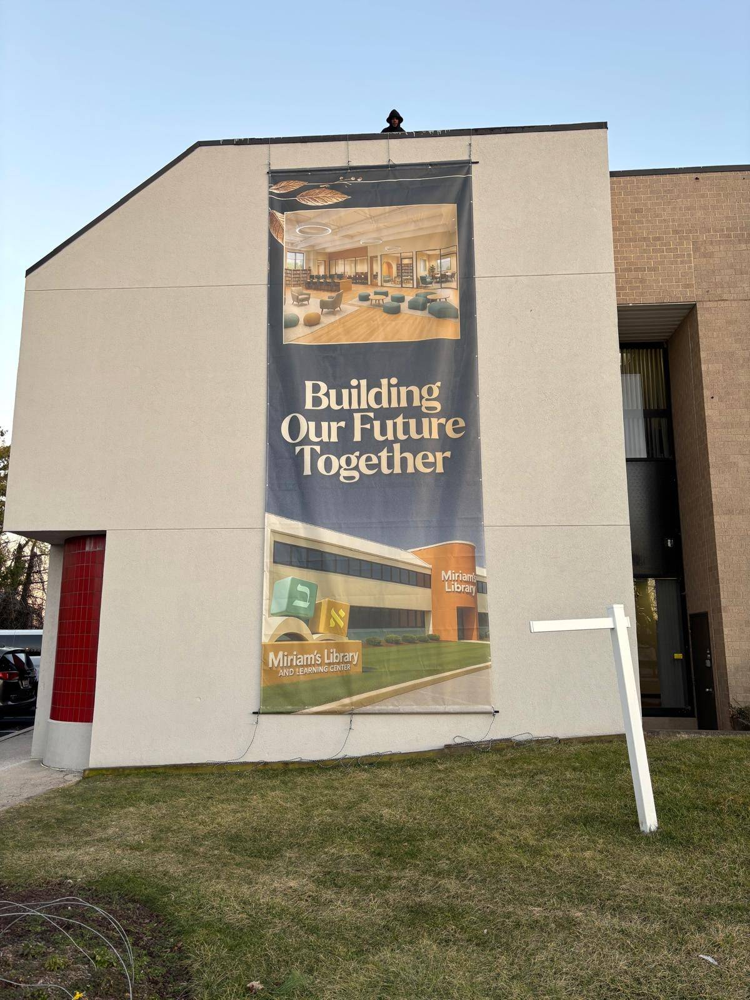 Building
Our Future
Together
Miriam's
Library
ב
א
Miriam's Library
AND LEARNING CENTER